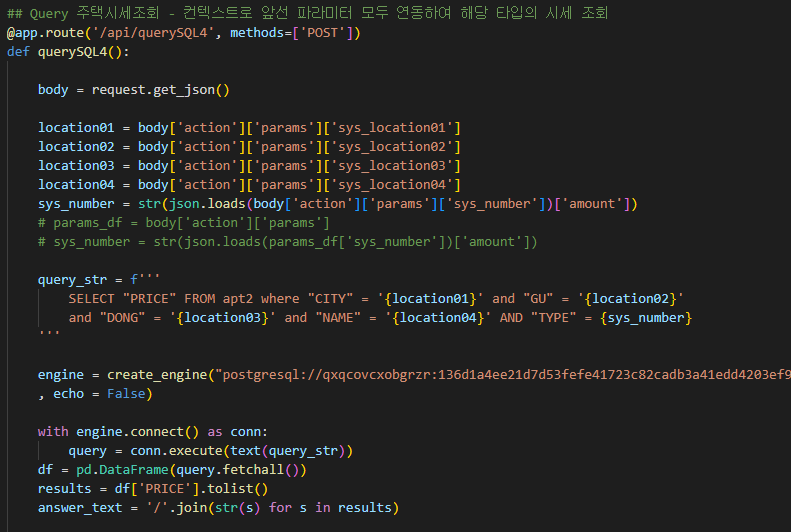 ## Query 주택시세조회 - 컨텍스트로 앞선 파라미터 모두 연동하여 해당 타입의 시세 조회
@app.route('/api/querySQL4', methods=['POST'])
def querySQL4():
body = request.get_json()
location01 = body['action']['params']['sys_location01']
location02 = body['action']['params']['sys_location02']
location03 = body['action']['params']['sys_location03']
location04 = body['action']['params']['sys_location04']
sys_number = str(json.loads(body['action']['params']['sys_number'])['amount'])
# params_df = body['action']['params']
# sys_number = str(json.loads(params_df['sys_number'])['amount'])
query_str = f'''
SELECT "PRICE" FROM apt2 where "CITY" = '{location01}' and "GU" = '{location02}'
and "DONG" = '{location03}' and "NAME" = '{location04}' AND "TYPE" = {sys_number}
'''
engine = create_engine("postgresql://qxqcovcxobgrzr:136d1a4ee21d7d53fefe41723c82cadb3a41edd4203ef9
, echo = False)
with engine.connect() as conn:
query = conn.execute(text(query_str))
df = pd.DataFrame(query.fetchall())
results = df['PRICE'].tolist()
answer_text = '/'.join(str(s) for s in results)